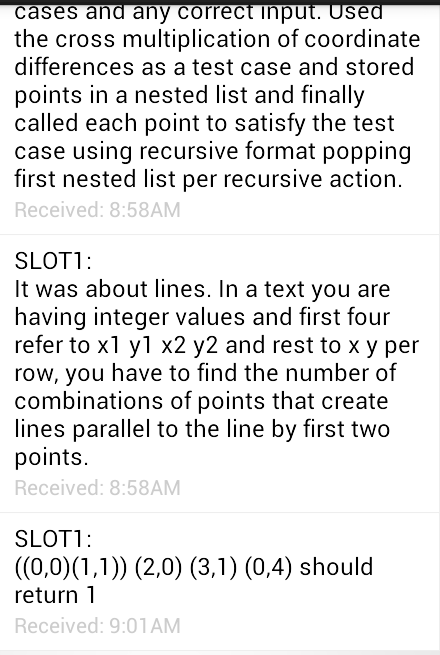 cases and any correct input. Used
the cross multiplication of coordinate
differences as a test case and stored
points in a nested list and finally
called each point to satisfy the test
case using recursive format popping
first nested list per recursive action.
Received: 8:58AM
SLOT1:
It was about lines. In a text you are
having integer values and first four
refer to x1 y1 x2 y2 and rest to x y per
row, you have to find the number of
combinations of points that create
lines parallel to the line by first two
points.
Received: 8:58AM
SLOT1:
((0,0)(1,1)) (2,0) (3,1) (0,4) should
return 1
Received: 9:01AM